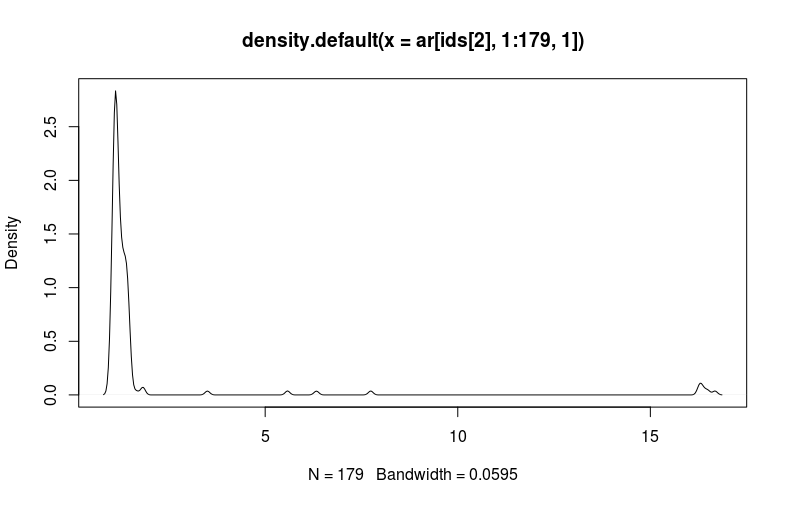 density.default(x = ar[ids[2], 1:179, 1])
Density
2.5
2.0
1.5
1.0
0.5
0.0
5 10 15
N = 179 Bandwidth = 0.0595